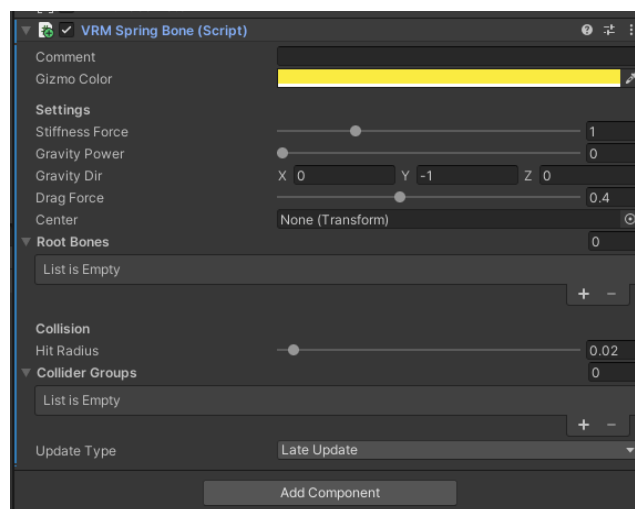 VRM Spring Bone (Script)
Comment
Gizmo Color
Settings
Stiffness Force 1
Gravity Power 0
Gravity Dir X 0 Y -1 Z 0
Drag Force 0.4
Center None (Transform)
Root Bones 0
List is Empty
+ −
Collision
Hit Radius 0.02
Collider Groups 0
List is Empty
+ −
Update Type Late Update
Add Component